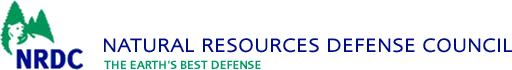 NRDC
NATURAL RESOURCES DEFENSE COUNCIL
THE EARTH'S BEST DEFENSE